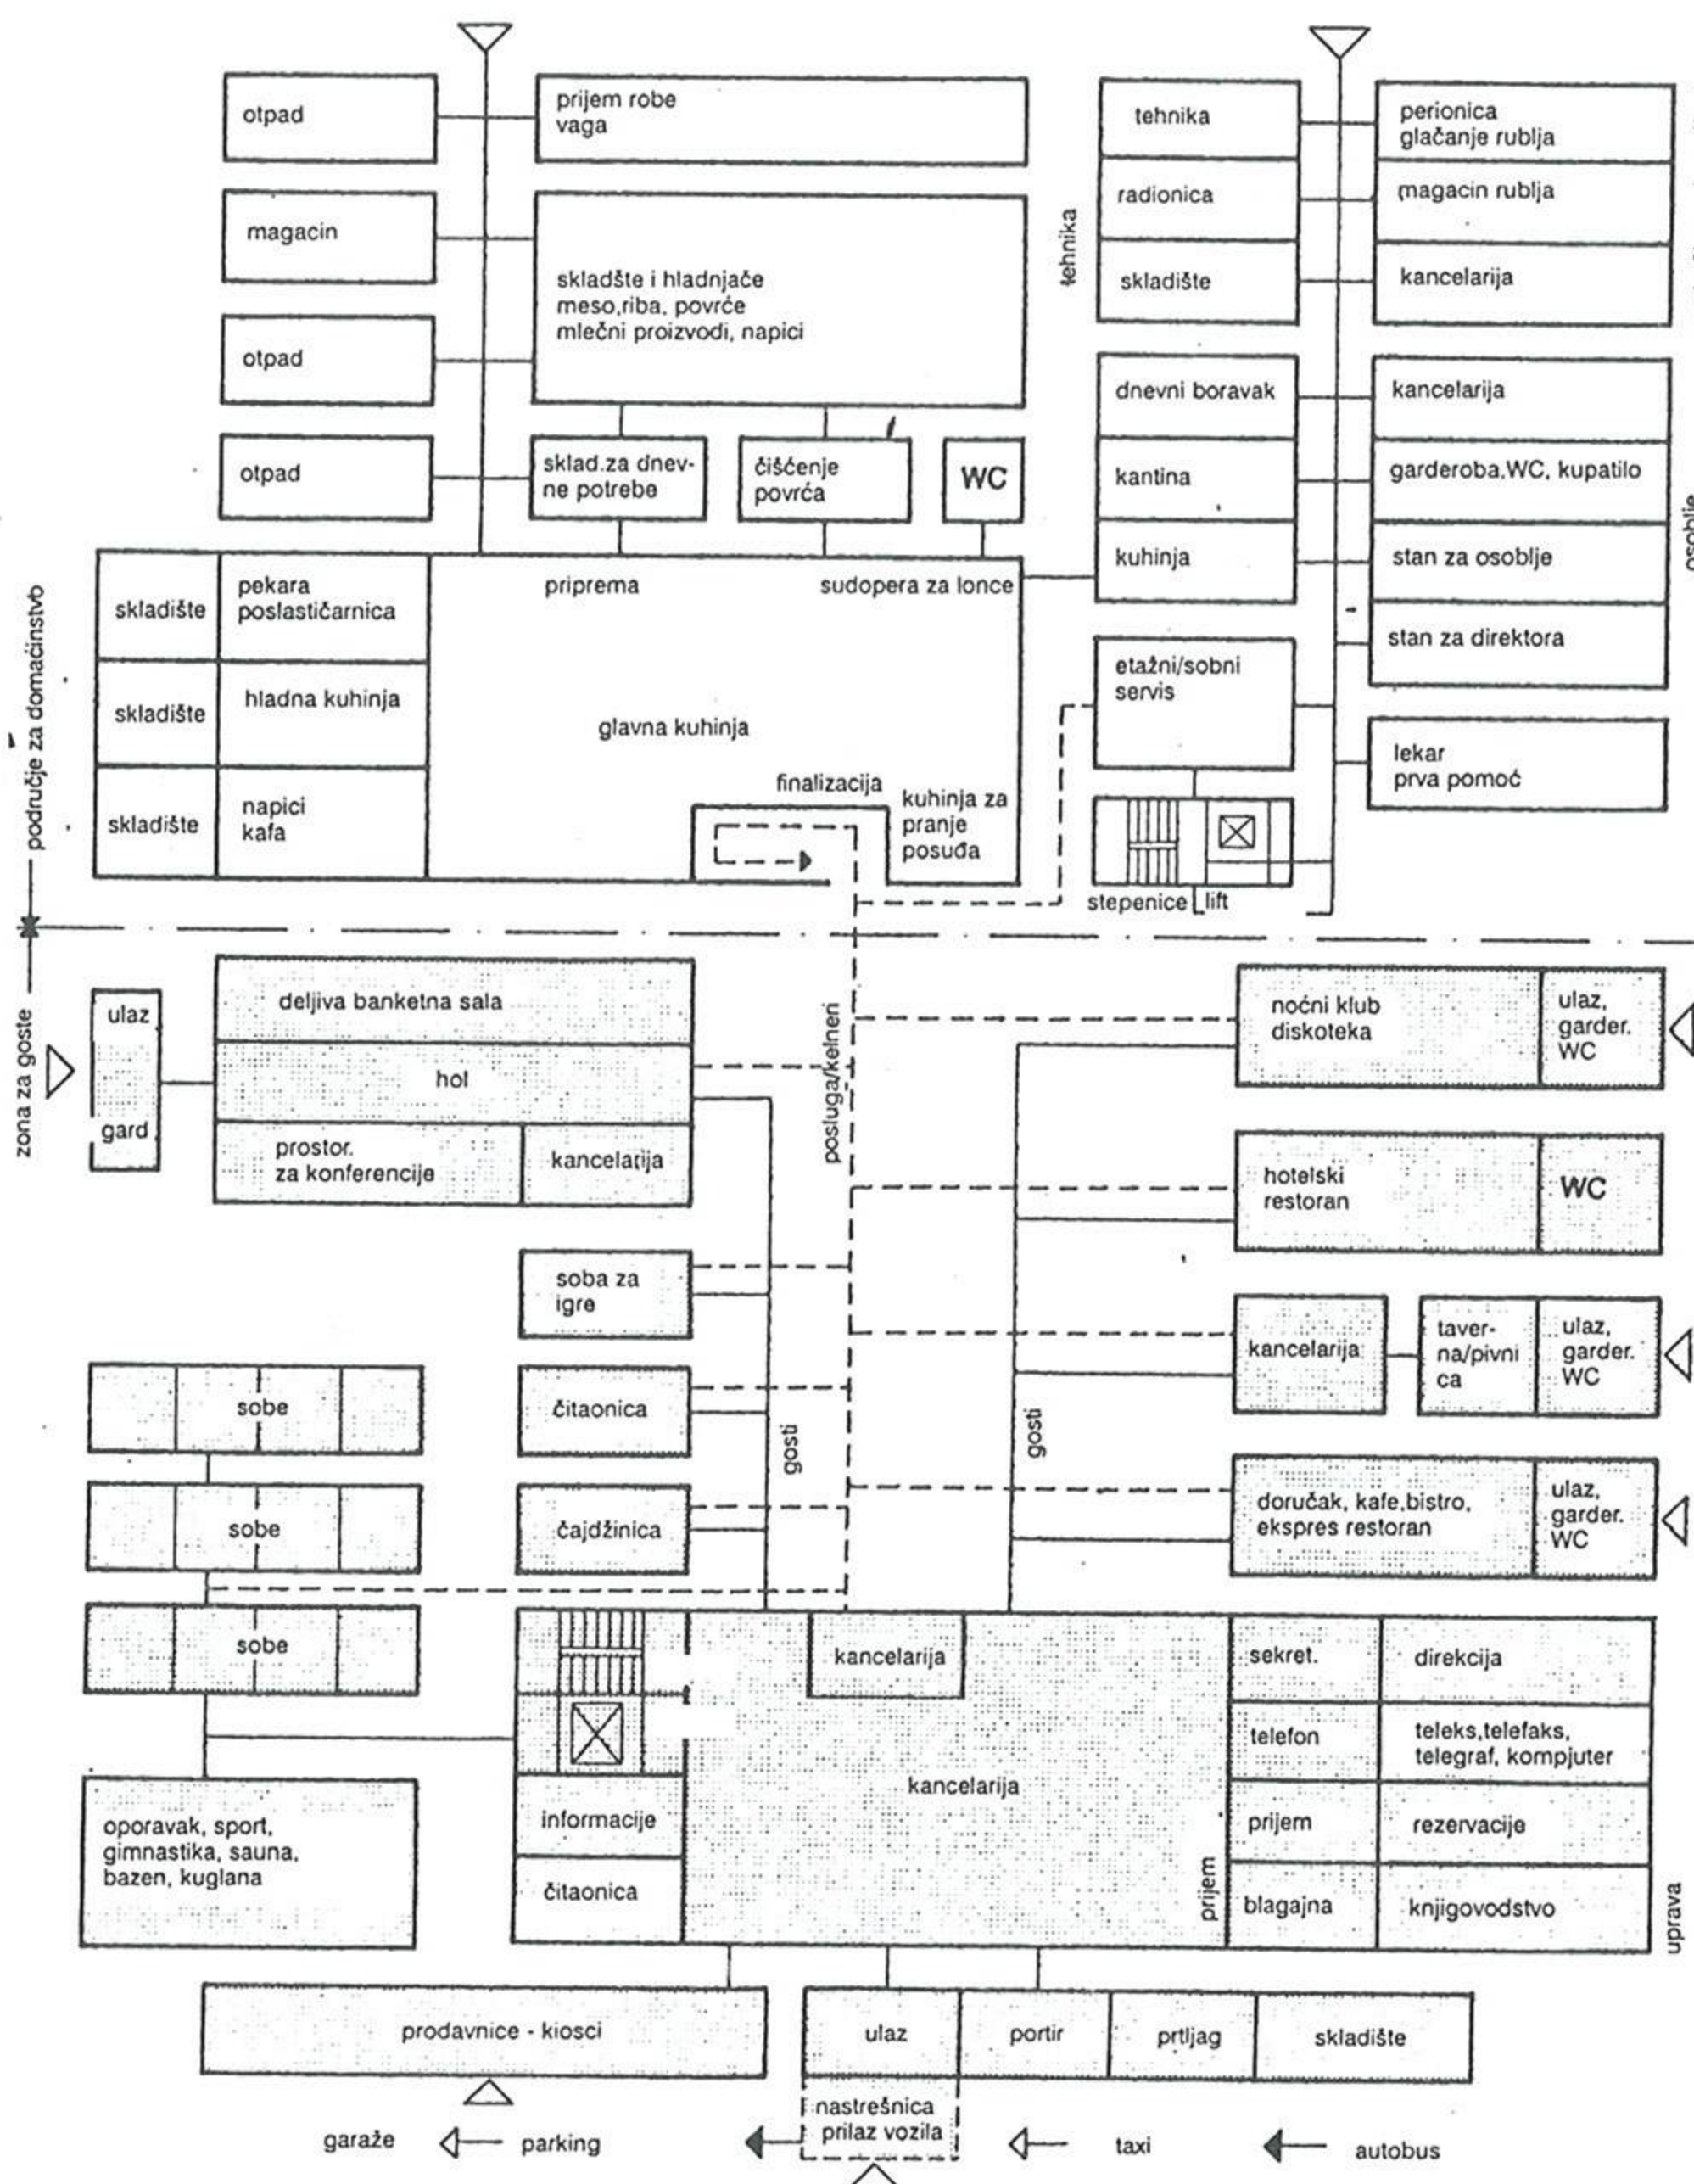 otpad
prijem robe
vaga
magacin
skladšte i hladnjače
meso,riba, povrće
mlečni proizvodi, napici
otpad
otpad
sklad.za dnev-
ne potrebe
čišćenje
povrća
WC
tehnika
tehnika
radionica
skladište
perionica
glačanje rublja
magacin rublja
kancelarija
dnevni boravak
kantina
kuhinja
kancelarija
garderoba.WC, kupatilo
stan za osoblje
stan za direktora
osoblje
etažni/sobni
servis
lekar
prva pomoć
stepenice
lift
skladište
pekara
poslastičarnica
skladište
hladna kuhinja
skladište
napici
kafa
priprema
sudopera za lonce
glavna kuhinja
finalizacija
kuhinja za
pranje
posuđa
područje za domaćinstvo
zona za goste
ulaz
gard
deljiva banketna sala
hol
prostor.
za konferencije
kancelarija
posluga/kelneri
noćni klub
diskoteka
ulaz,
garder.
WC
hotelski
restoran
WC
kancelarija
taver-
na/pivni
ca
ulaz,
garder.
WC
doručak, kafe,bistro,
ekspres restoran
ulaz,
garder.
WC
soba za
igre
čitaonica
čajdžinica
gosti
gosti
sobe
sobe
sobe
oporavak, sport,
gimnastika, sauna,
bazen, kuglana
informacije
čitaonica
kancelarija
kancelarija
prijem
sekret.
direkcija
telefon
teleks,telefaks,
telegraf, kompjuter
prijem
rezervacije
blagajna
knjigovodstvo
uprava
prodavnice - kiosci
ulaz
portir
prtljag
skladište
nastrešnica
prilaz vozila
garaže
parking
taxi
autobus